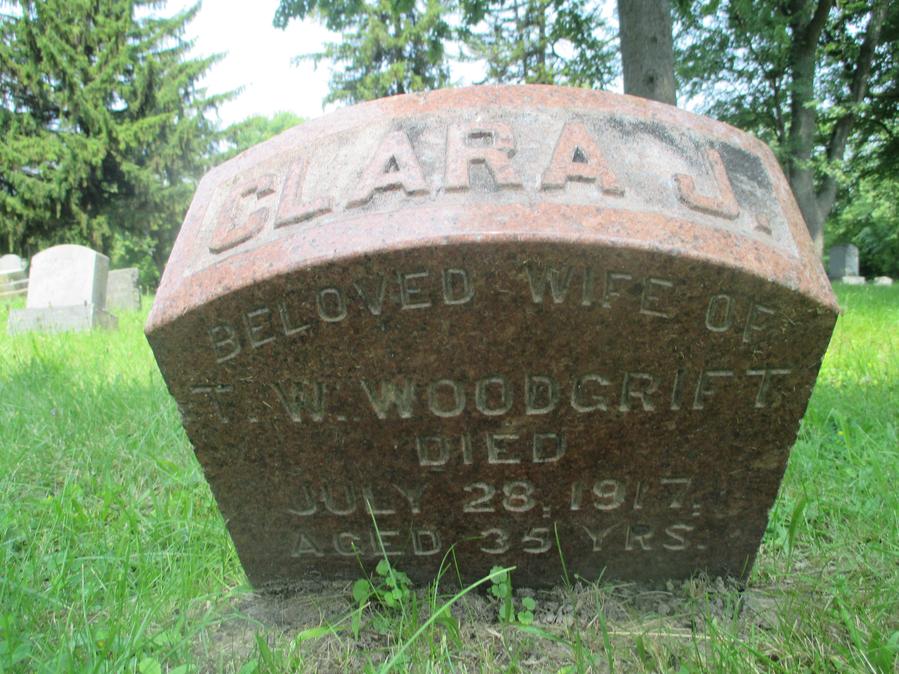 CLARA J.
BELOVED WIFE OF
T. W. WOODGRIFT
DIED
JULY 28, 1917,
AGED 35 YRS.